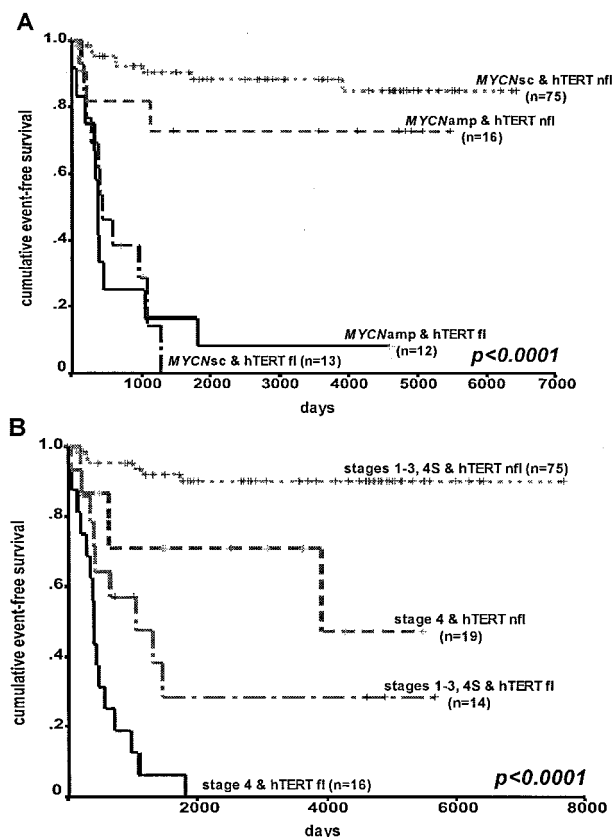 A
cumulative event-free survival
1.0
.8
.6
.4
.2
0
MYCNsc & hTERT nfl
(n=75)
MYCNamp & hTERT nfl
(n=16)
MYCNamp & hTERT fl
(n=12)
MYCNsc & hTERT fl (n=13)
p<0.0001
1000 2000 3000 4000 5000 6000 7000
days
B
cumulative event-free survival
1.0
.8
.6
.4
.2
0
stages 1-3, 4S & hTERT nfl (n=75)
stage 4 & hTERT nfl
(n=19)
stages 1-3, 4S & hTERT fl
(n=14)
stage 4 & hTERT fl (n=16)
p<0.0001
2000 4000 6000 8000
days